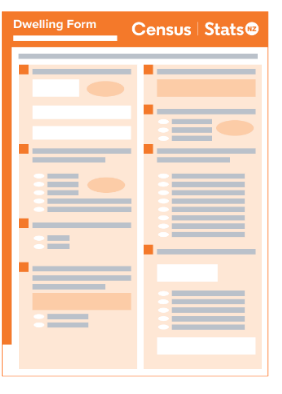 Dwelling Form
Census | Stats NZ